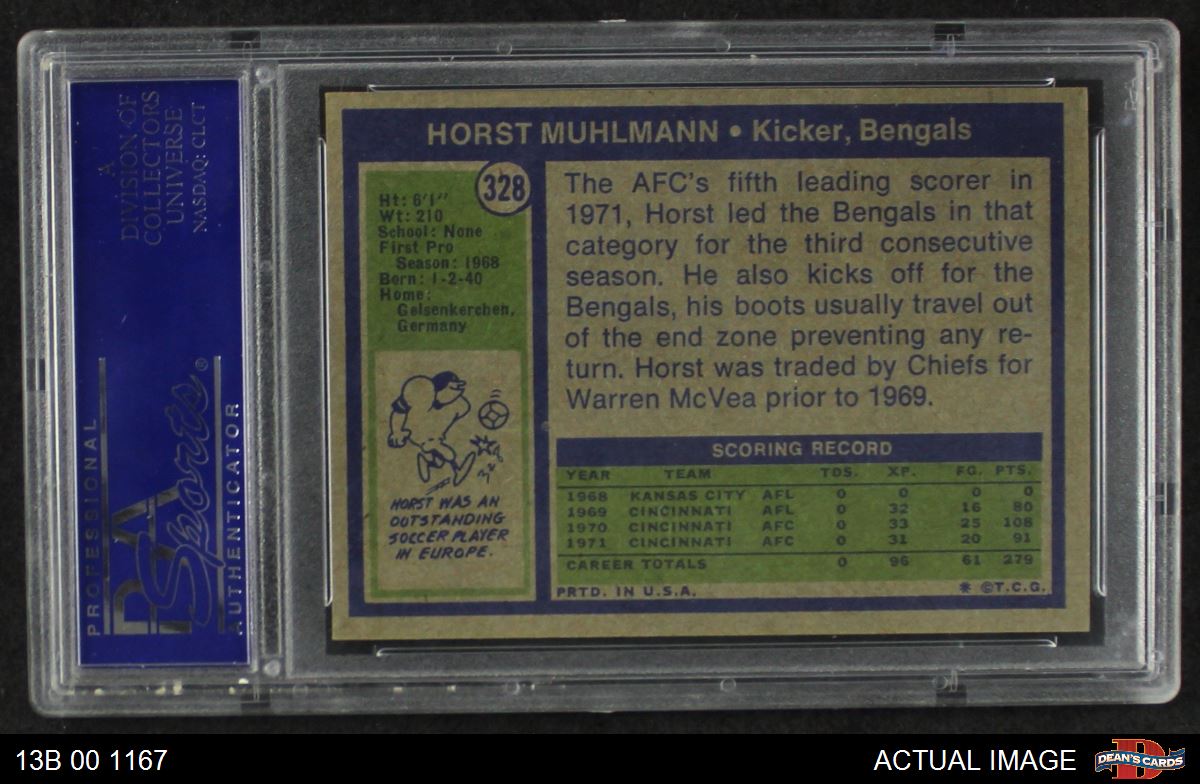 A
DIVISION OF
COLLECTORS
UNIVERSE
NASDAQ: CLCT
PROFESSIONAL
PSA
Sports®
AUTHENTICATOR
HORST MUHLMANN • Kicker, Bengals
328
Ht: 6'1"
Wt: 210
School: None
First Pro
Season: 1968
Born: 1-2-40
Home:
Gelsenkerchen,
Germany
HORST WAS AN
OUTSTANDING
SOCCER PLAYER
IN EUROPE.
The AFC's fifth leading scorer in
1971, Horst led the Bengals in that
category for the third consecutive
season. He also kicks off for the
Bengals, his boots usually travel out
of the end zone preventing any re-
turn. Horst was traded by Chiefs for
Warren McVea prior to 1969.
SCORING RECORD
YEAR TEAM TDS. XP. FG. PTS.
1968 KANSAS CITY AFL 0 0 0 0
1969 CINCINNATI AFL 0 32 16 80
1970 CINCINNATI AFC 0 33 25 108
1971 CINCINNATI AFC 0 31 20 91
CAREER TOTALS 0 96 61 279
PRTD. IN U.S.A. * ©T.C.G.
13B 00 1167
ACTUAL IMAGE
DEAN'S CARDS